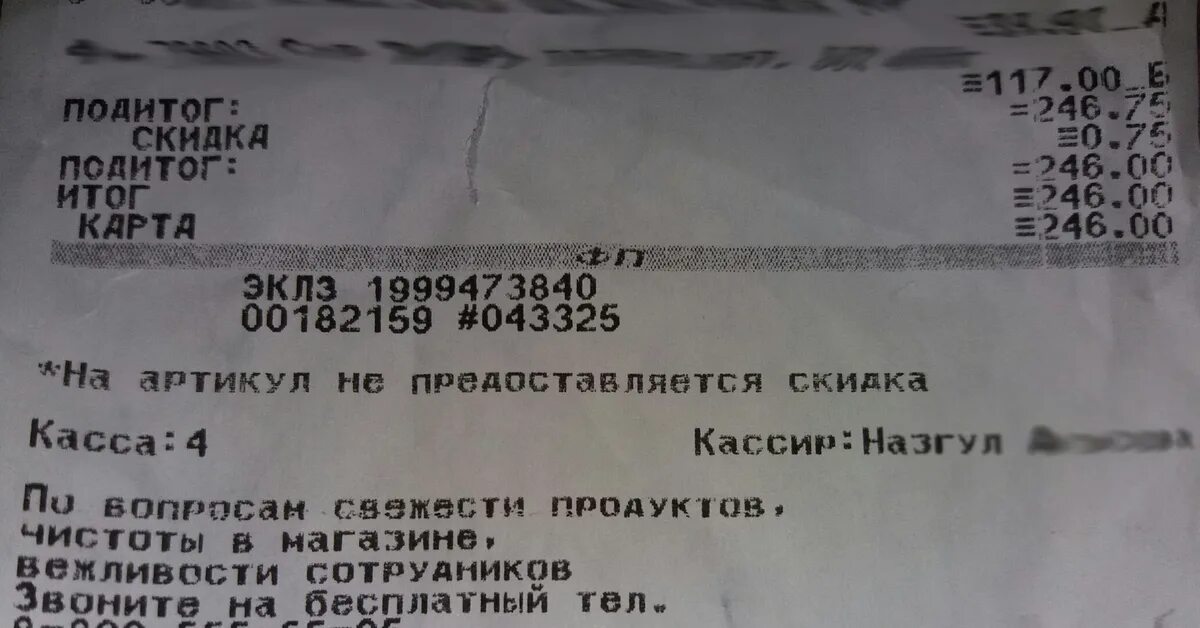 ≡117.00_Б
ПОДИТОГ: =246.75
СКИДКА ≡0.75
ПОДИТОГ: =246.00
ИТОГ ≡246.00
КАРТА ≡246.00
ФП
ЭКЛЗ 1999473840
00182159 #043325
*На артикул не предоставляется скидка
Касса:4 Кассир:Назгул
По вопросам свежести продуктов,
чистоты в магазине,
вежливости сотрудников
Звоните на бесплатный тел.